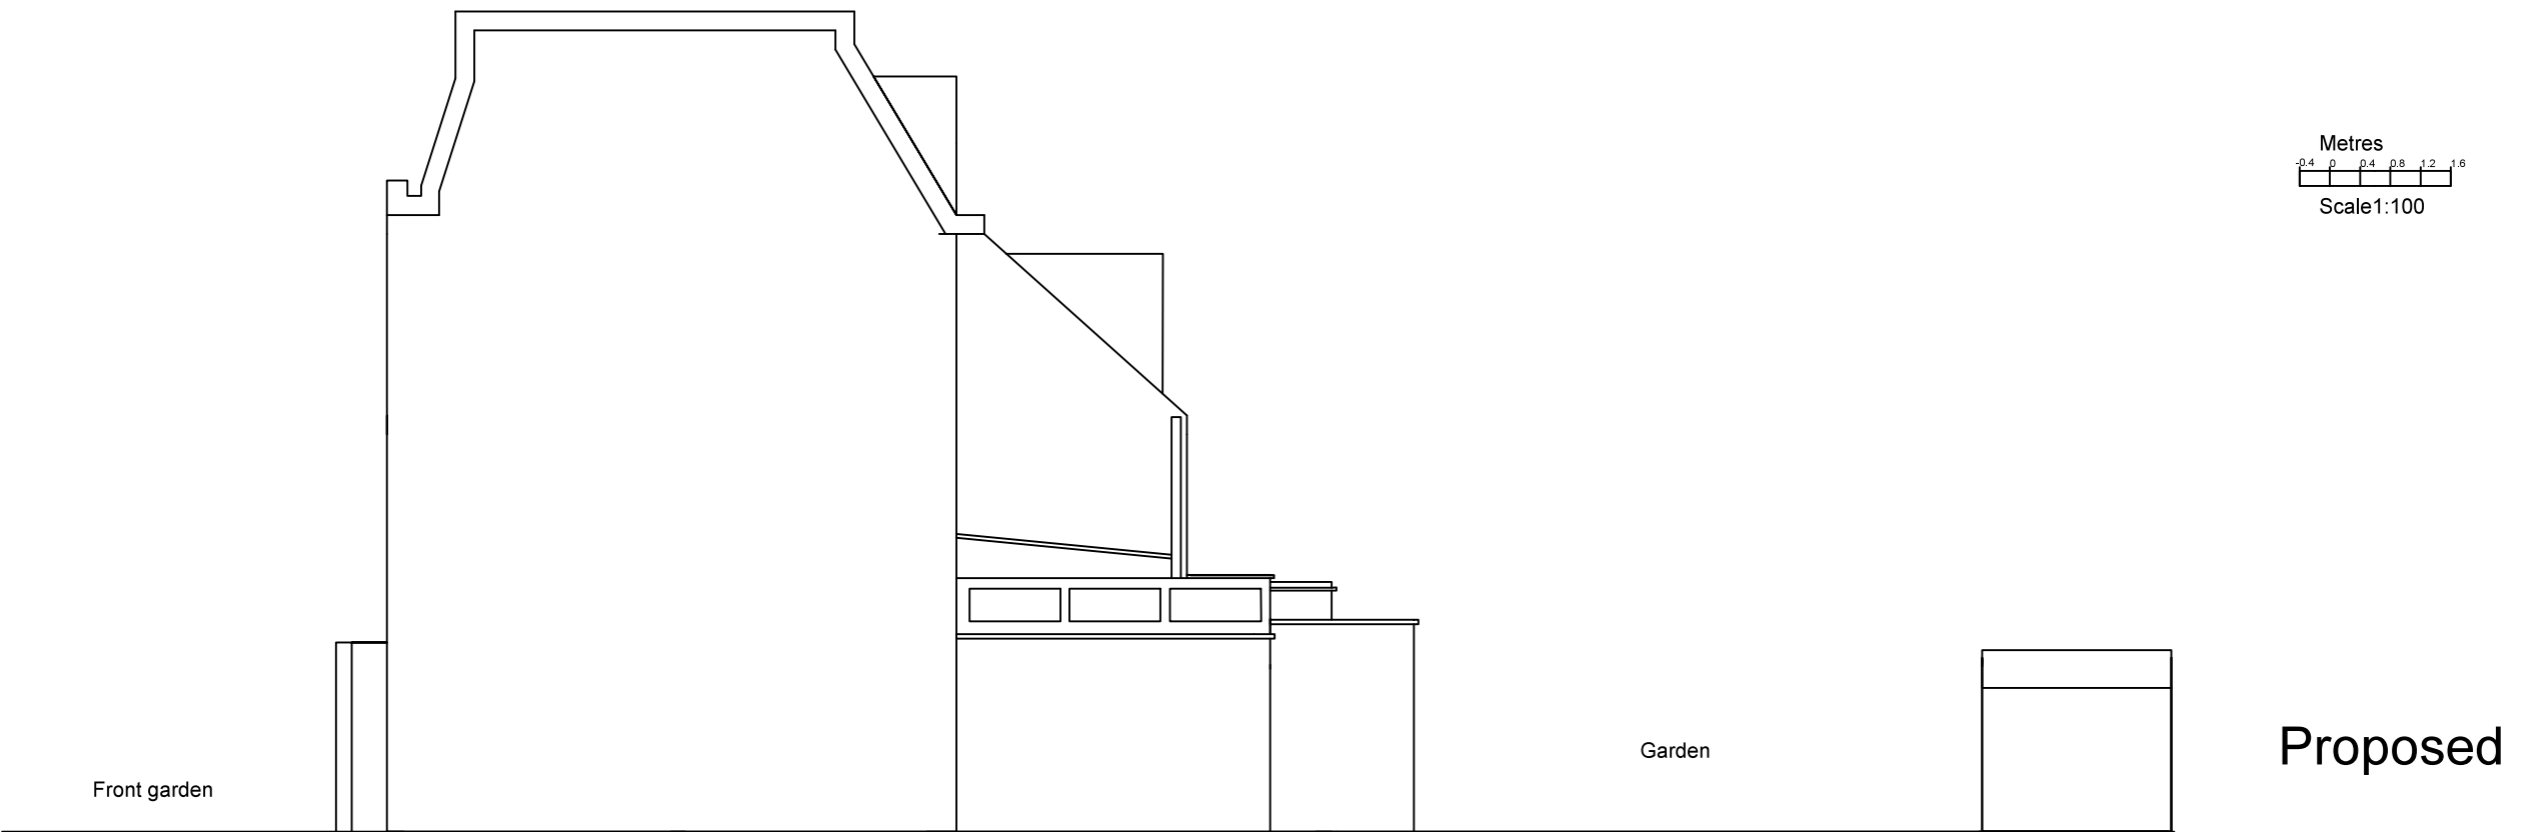 Metres
-0.4 0 0.4 0.8 1.2 1.6
Scale1:100
Garden
Proposed
Front garden